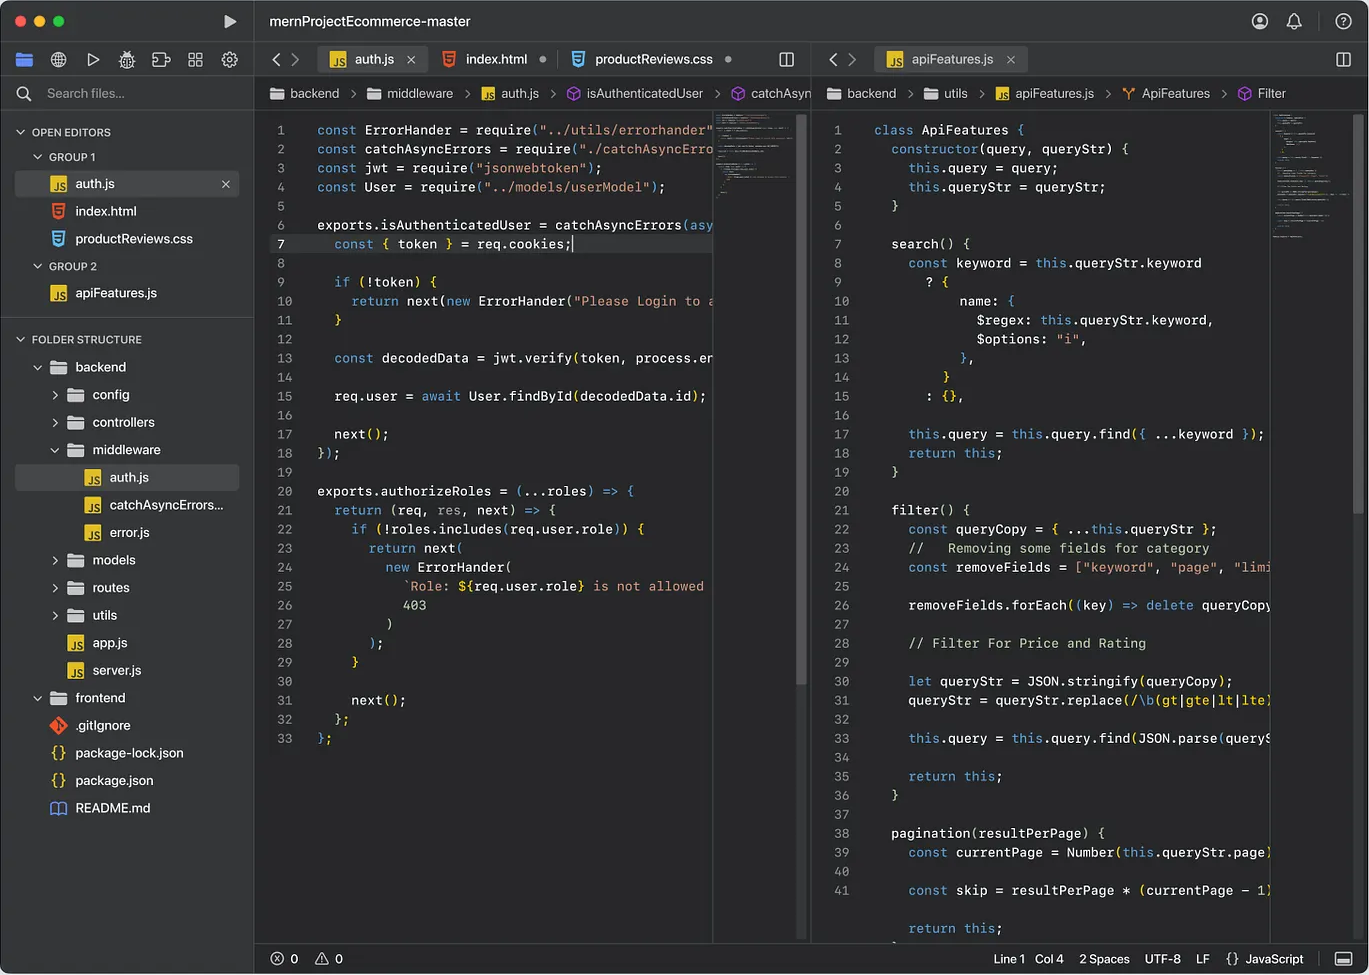 mernProjectEcommerce-master
Search files...
OPEN EDITORS
GROUP 1
auth.js
index.html
productReviews.css
GROUP 2
apiFeatures.js
FOLDER STRUCTURE
backend
config
controllers
middleware
auth.js
catchAsyncErrors...
error.js
models
routes
utils
app.js
server.js
frontend
.gitIgnore
package-lock.json
package.json
README.md
auth.js
index.html
productReviews.css
backend > middleware > auth.js > isAuthenticatedUser > catchAsyn
1 const ErrorHander = require("../utils/errorhander"
2 const catchAsyncErrors = require("./catchAsyncErro
3 const jwt = require("jsonwebtoken");
4 const User = require("../models/userModel");
5
6 exports.isAuthenticatedUser = catchAsyncErrors(asy
7 const { token } = req.cookies;
8
9 if (!token) {
10 return next(new ErrorHander("Please Login to a
11 }
12
13 const decodedData = jwt.verify(token, process.en
14
15 req.user = await User.findById(decodedData.id);
16
17 next();
18 });
19
20 exports.authorizeRoles = (...roles) => {
21 return (req, res, next) => {
22 if (!roles.includes(req.user.role)) {
23 return next(
24 new ErrorHander(
25 `Role: ${req.user.role} is not allowed
26 403
27 )
28 );
29 }
30
31 next();
32 };
33 };
apiFeatures.js
backend > utils > apiFeatures.js > ApiFeatures > Filter
1 class ApiFeatures {
2 constructor(query, queryStr) {
3 this.query = query;
4 this.queryStr = queryStr;
5 }
6
7 search() {
8 const keyword = this.queryStr.keyword
9 ? {
10 name: {
11 $regex: this.queryStr.keyword,
12 $options: "i",
13 },
14 }
15 : {},
16
17 this.query = this.query.find({ ...keyword });
18 return this;
19 }
20
21 filter() {
22 const queryCopy = { ...this.queryStr };
23 // Removing some fields for category
24 const removeFields = ["keyword", "page", "limi
25
26 removeFields.forEach((key) => delete queryCopy
27
28 // Filter For Price and Rating
29
30 let queryStr = JSON.stringify(queryCopy);
31 queryStr = queryStr.replace(/\b(gt|gte|lt|lte)
32
33 this.query = this.query.find(JSON.parse(queryS
34
35 return this;
36 }
37
38 pagination(resultPerPage) {
39 const currentPage = Number(this.queryStr.page)
40
41 const skip = resultPerPage * (currentPage - 1)
return this;
0 0
Line 1 Col 4 2 Spaces UTF-8 LF {} JavaScript